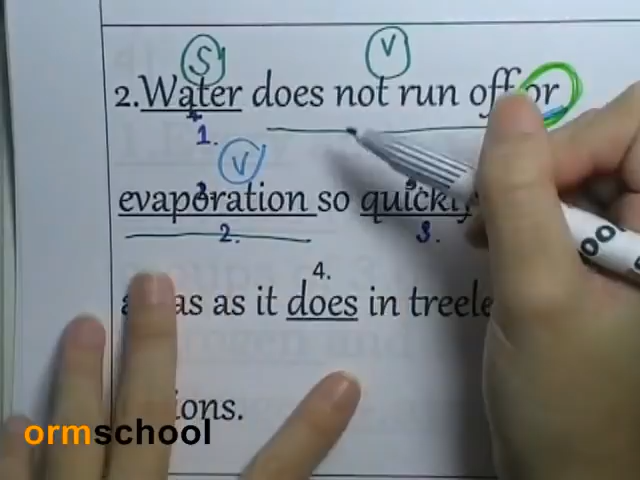 S V
2.Water does not run off or
1. V
evaporation so quickly
2. 3.
4.
as as it does in
ions.
ormschool